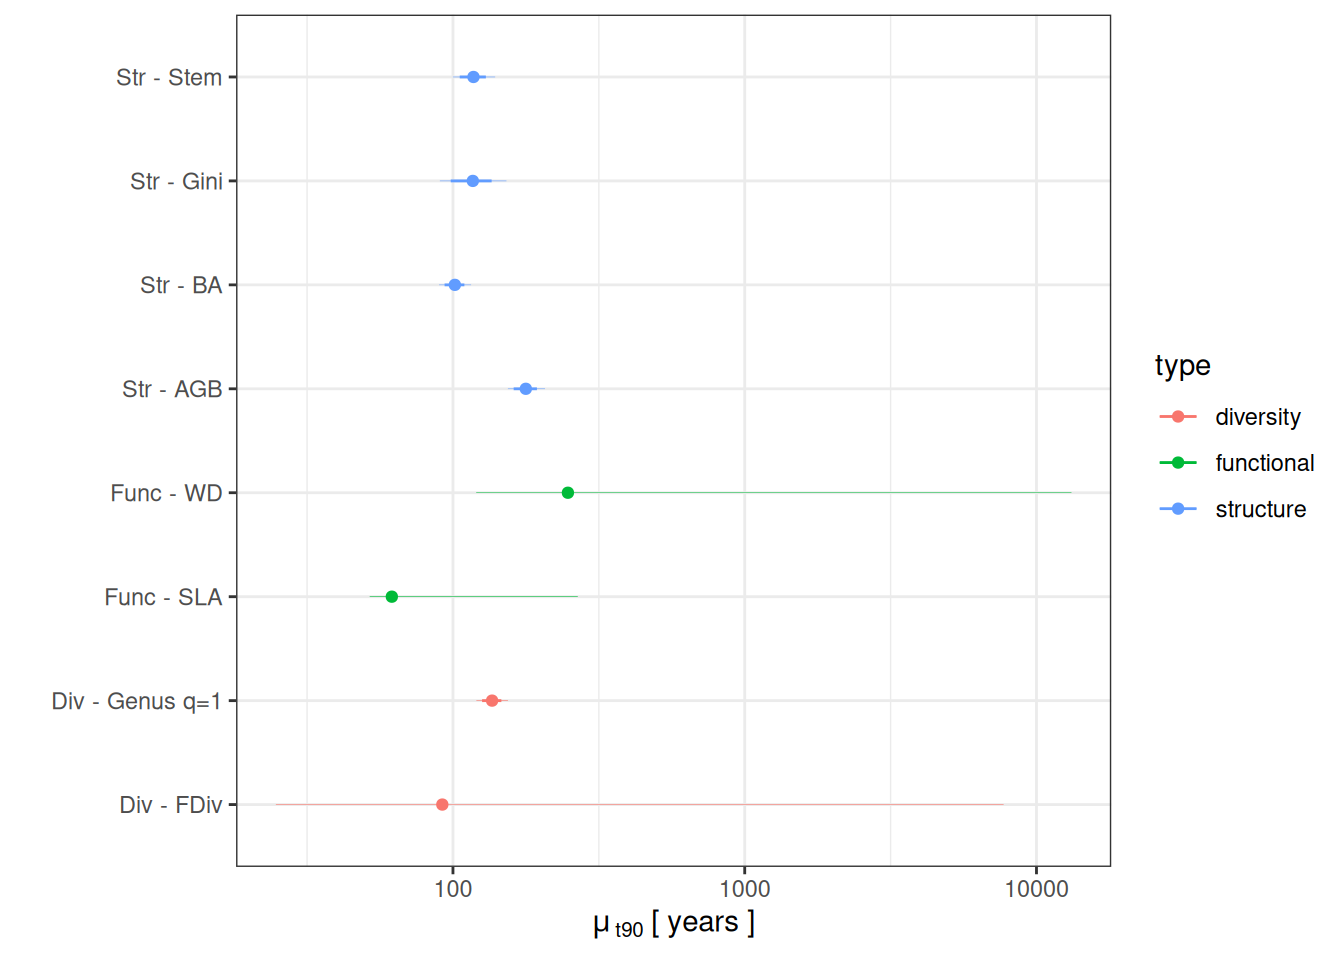 Str - Stem
Str - Gini
Str - BA
Str - AGB
Func - WD
Func - SLA
Div - Genus q=1
Div - FDiv
100 1000 10000
μ t90 [ years ]
type
diversity
functional
structure